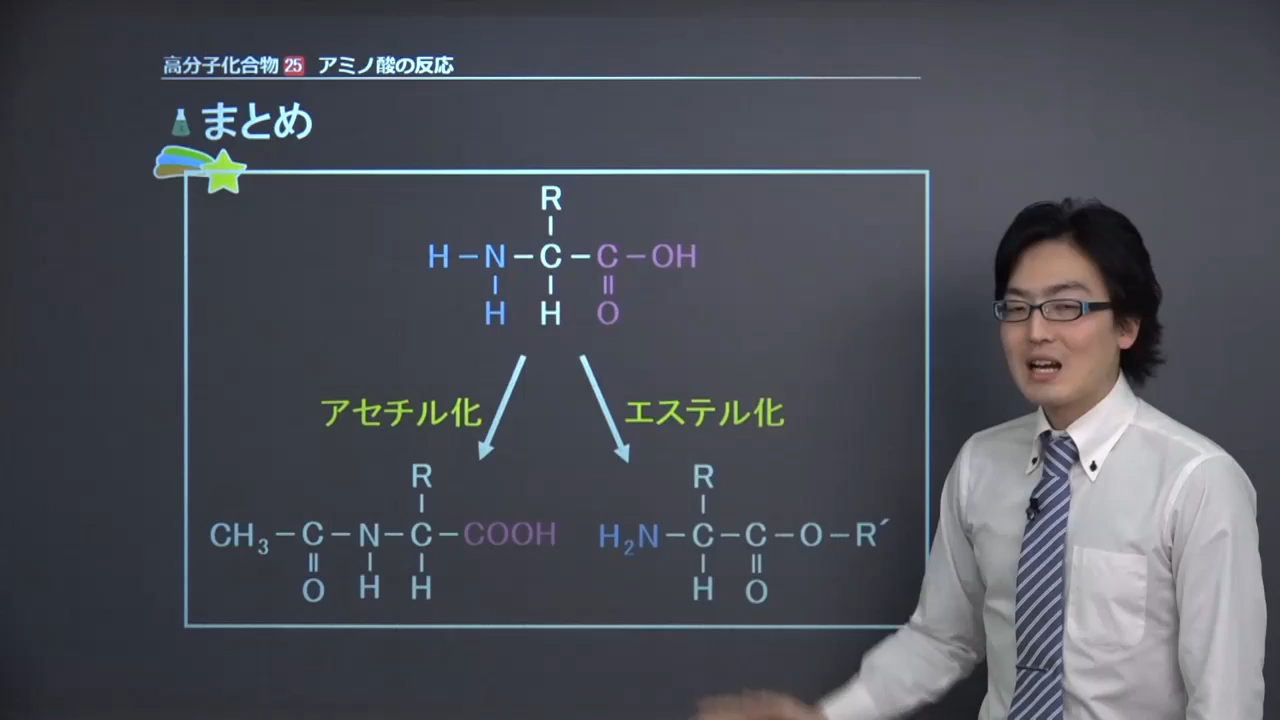 高分子化合物 25 アミノ酸の反応
まとめ
R
H－N－C－C－OH
H H O
アセチル化 エステル化
R R
CH₃－C－N－C－COOH H₂N－C－C－O－R´
O H H H O